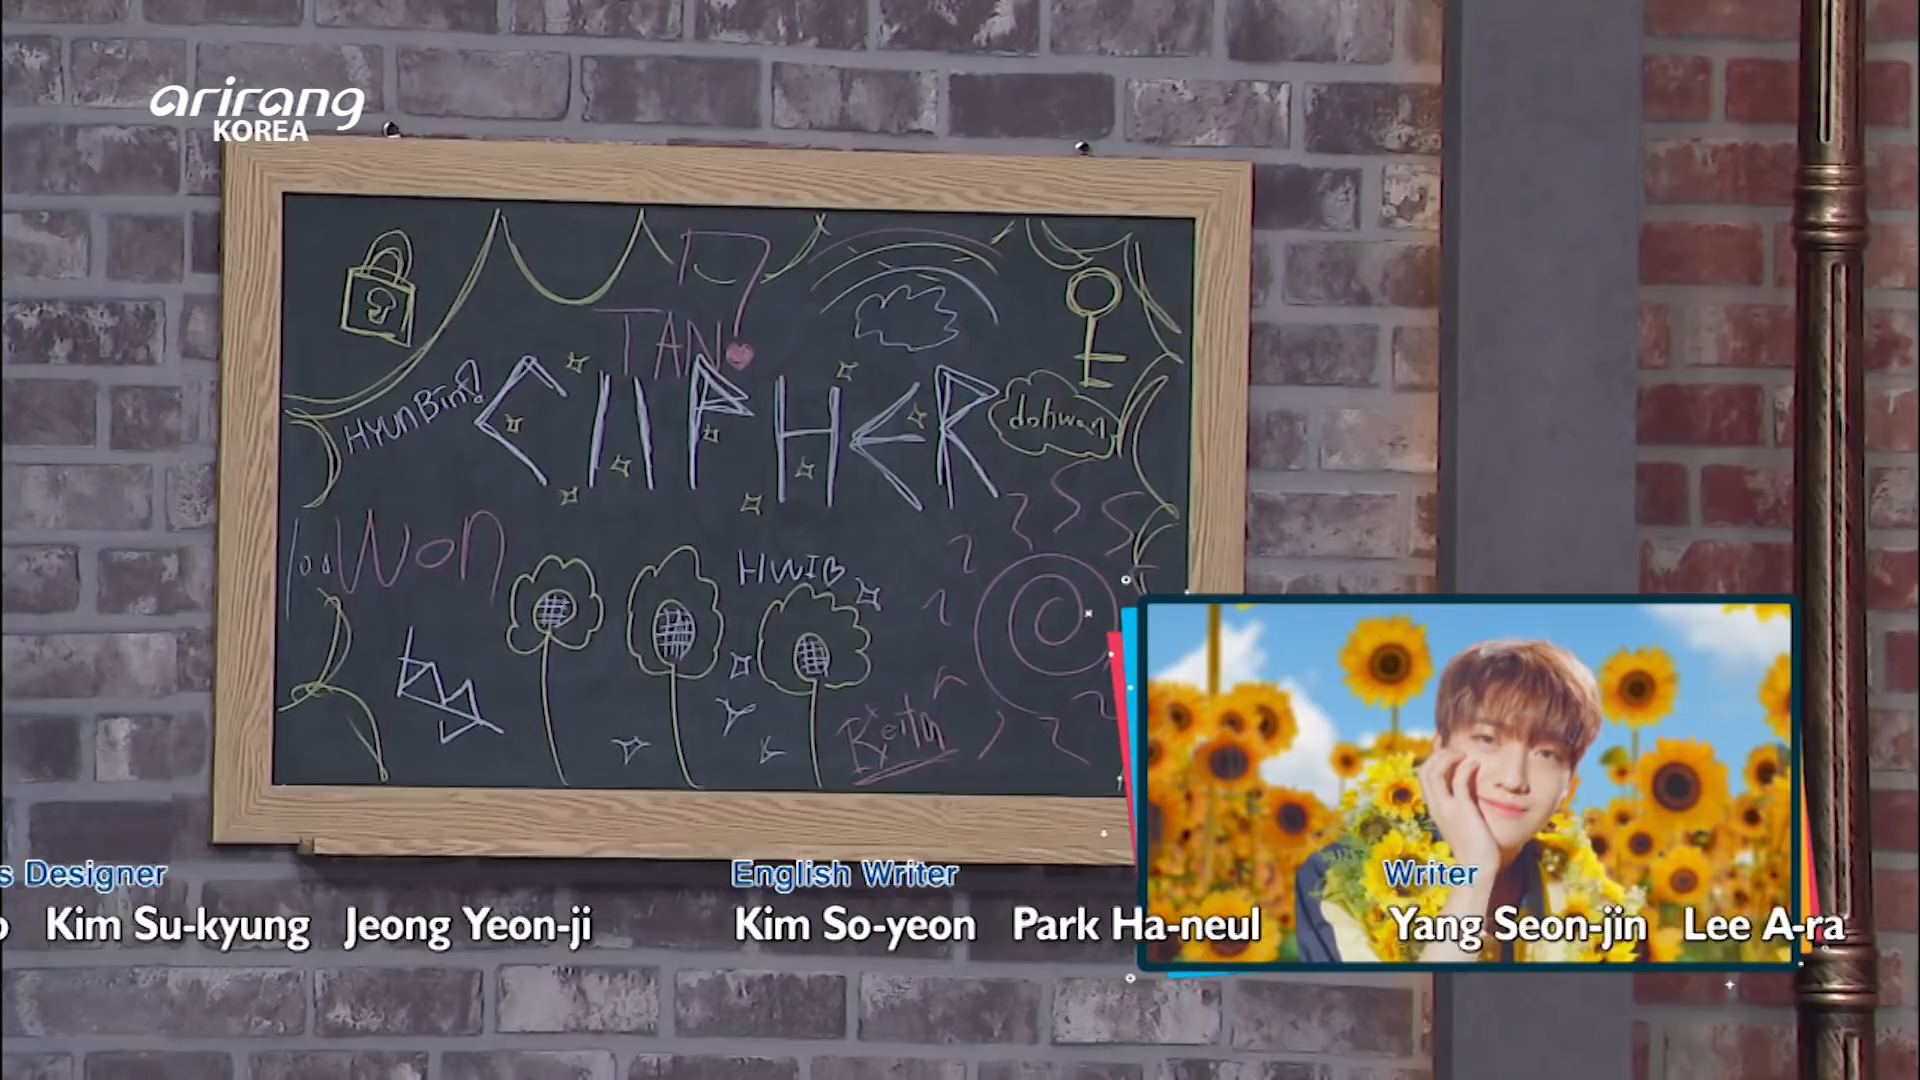 arirang
KOREA
TAN
HYUNBin!
CIIPHER
dohwan
Won
HWI
Keita
s Designer
English Writer
Writer
Kim Su-kyung Jeong Yeon-ji
Kim So-yeon Park Ha-neul
Yang Seon-jin Lee A-ra